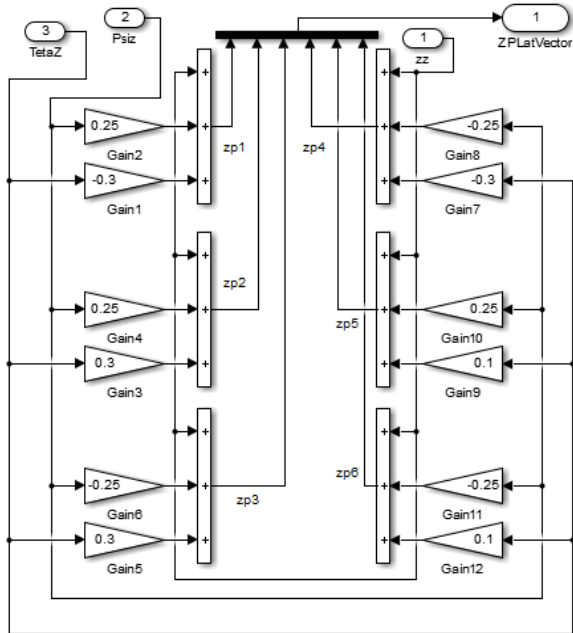 3
TetaZ
2
Psiz
1
zz
1
ZPLatVector
+
+
0.25
+
zp1
zp4
+
-0.25
Gain2
Gain8
-0.3
+
+
-0.3
Gain1
Gain7
+
+
zp2
0.25
+
zp5
+
0.25
Gain4
Gain10
0.3
+
+
0.1
Gain3
Gain9
+
+
zp6
-0.25
+
zp3
+
-0.25
Gain6
Gain11
0.3
+
+
0.1
Gain5
Gain12